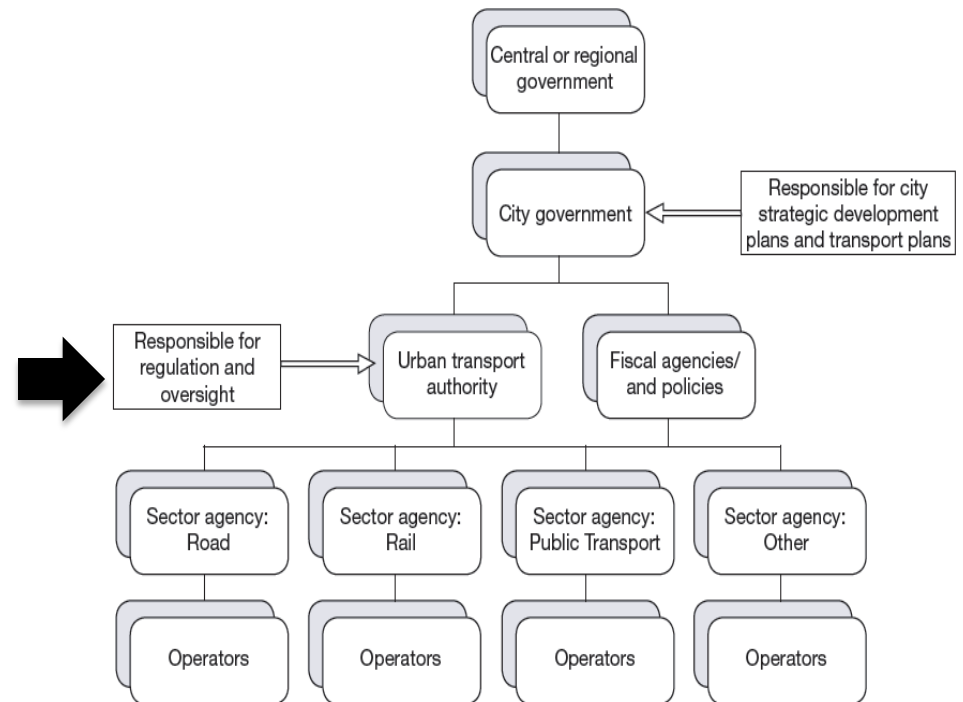 Central or regional
government
City government
Responsible for city
strategic development
plans and transport plans
Responsible for
regulation and
oversight
Urban transport
authority
Fiscal agencies/
and policies
Sector agency:
Road
Sector agency:
Rail
Sector agency:
Public Transport
Sector agency:
Other
Operators
Operators
Operators
Operators